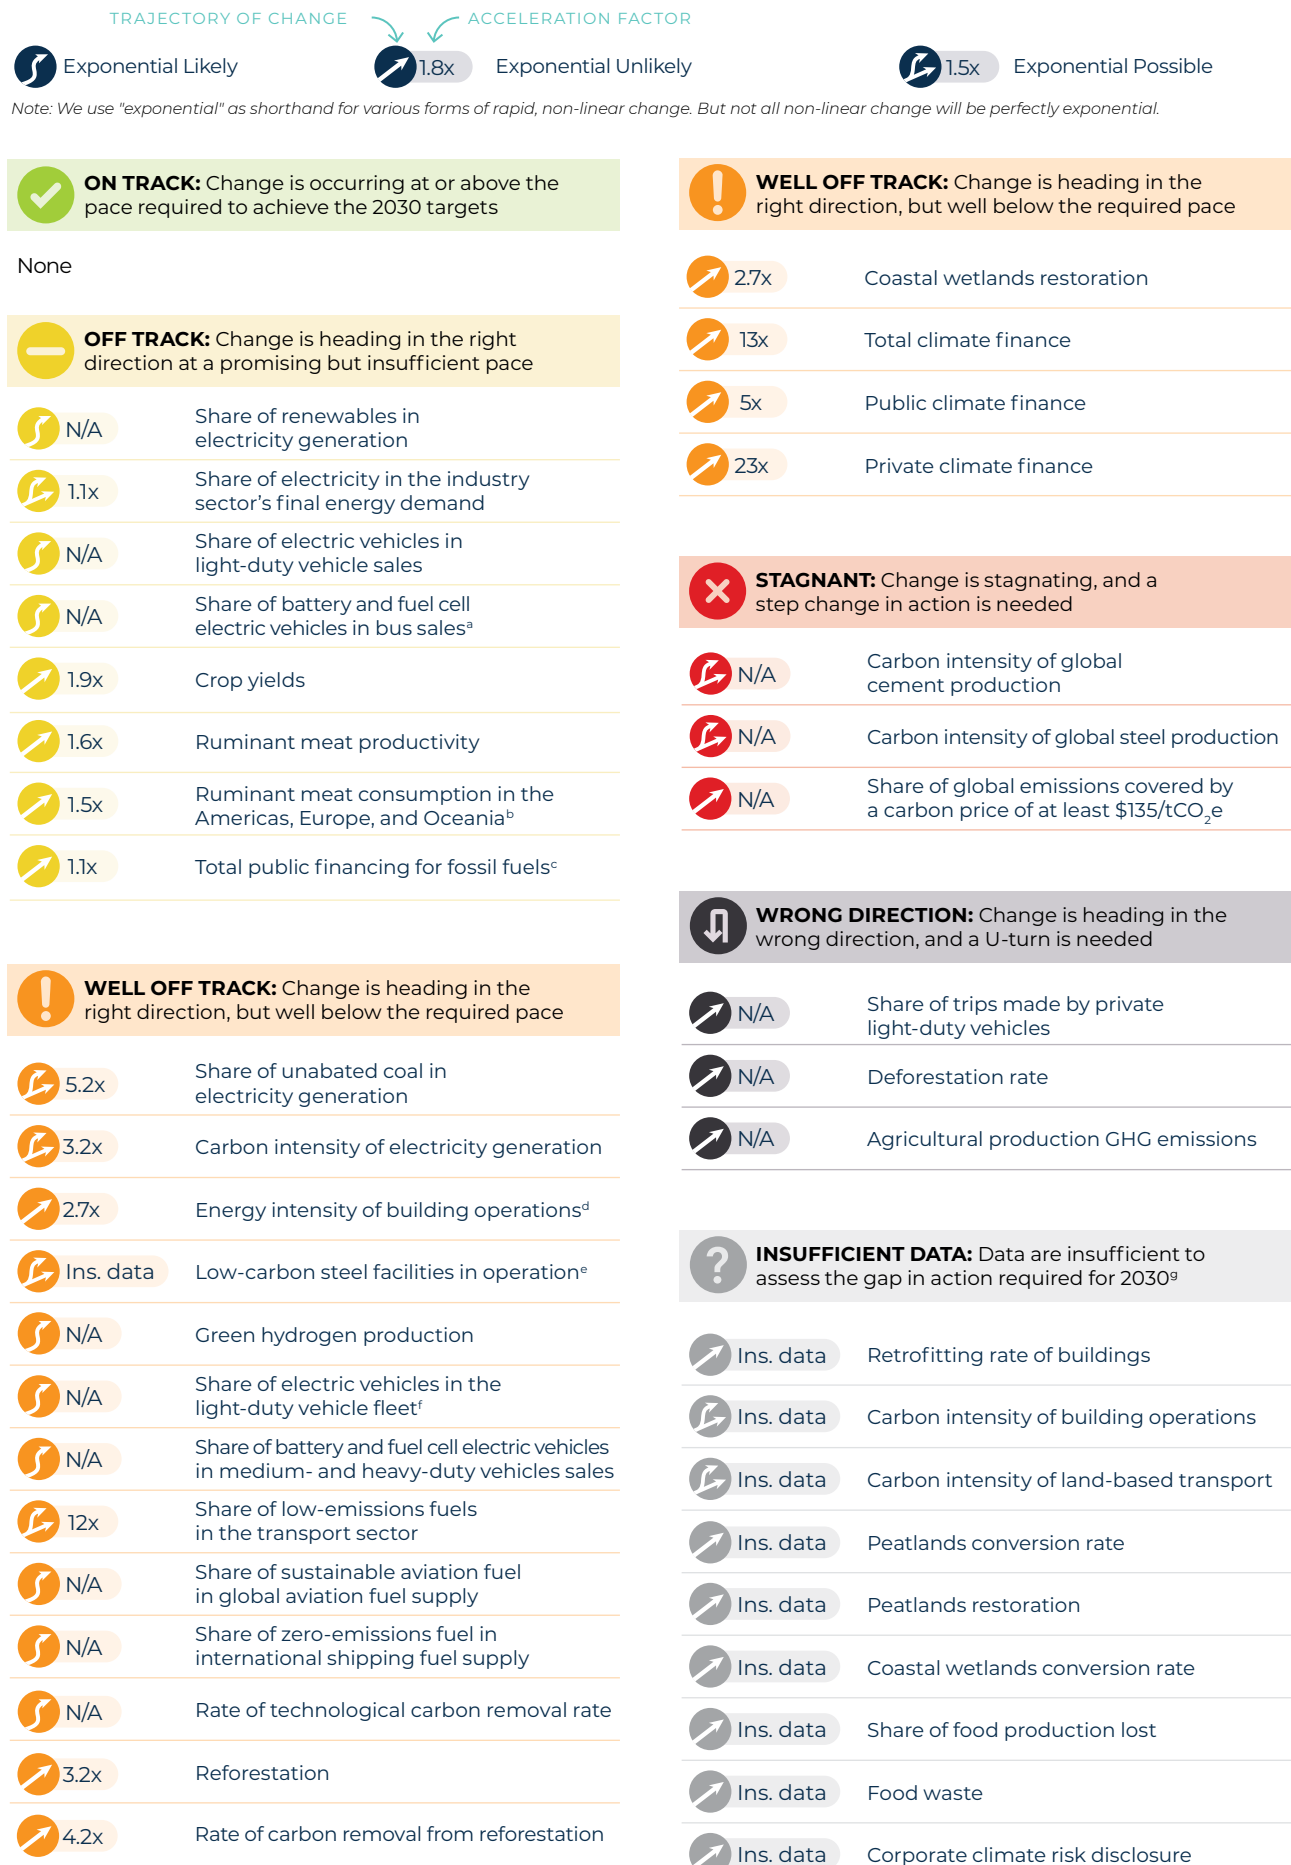 TRAJECTORY OF CHANGE
ACCELERATION FACTOR
Exponential Likely
1.8x
Exponential Unlikely
1.5x
Exponential Possible
Note: We use "exponential" as shorthand for various forms of rapid, non-linear change. But not all non-linear change will be perfectly exponential.
ON TRACK: Change is occurring at or above the
pace required to achieve the 2030 targets
None
OFF TRACK: Change is heading in the right
direction at a promising but insufficient pace
N/A
Share of renewables in
electricity generation
1.1x
Share of electricity in the industry
sector's final energy demand
N/A
Share of electric vehicles in
light-duty vehicle sales
N/A
Share of battery and fuel cell
electric vehicles in bus salesᵃ
1.9x
Crop yields
1.6x
Ruminant meat productivity
1.5x
Ruminant meat consumption in the
Americas, Europe, and Oceaniaᵇ
1.1x
Total public financing for fossil fuelsᶜ
WELL OFF TRACK: Change is heading in the
right direction, but well below the required pace
5.2x
Share of unabated coal in
electricity generation
3.2x
Carbon intensity of electricity generation
2.7x
Energy intensity of building operationsᵈ
Ins. data
Low-carbon steel facilities in operationᵉ
N/A
Green hydrogen production
N/A
Share of electric vehicles in the
light-duty vehicle fleetᶠ
N/A
Share of battery and fuel cell electric vehicles
in medium- and heavy-duty vehicles sales
12x
Share of low-emissions fuels
in the transport sector
N/A
Share of sustainable aviation fuel
in global aviation fuel supply
N/A
Share of zero-emissions fuel in
international shipping fuel supply
N/A
Rate of technological carbon removal rate
3.2x
Reforestation
4.2x
Rate of carbon removal from reforestation
WELL OFF TRACK: Change is heading in the
right direction, but well below the required pace
2.7x
Coastal wetlands restoration
13x
Total climate finance
5x
Public climate finance
23x
Private climate finance
STAGNANT: Change is stagnating, and a
step change in action is needed
N/A
Carbon intensity of global
cement production
N/A
Carbon intensity of global steel production
N/A
Share of global emissions covered by
a carbon price of at least $135/tCO₂e
WRONG DIRECTION: Change is heading in the
wrong direction, and a U-turn is needed
N/A
Share of trips made by private
light-duty vehicles
N/A
Deforestation rate
N/A
Agricultural production GHG emissions
INSUFFICIENT DATA: Data are insufficient to
assess the gap in action required for 2030ᵍ
Ins. data
Retrofitting rate of buildings
Ins. data
Carbon intensity of building operations
Ins. data
Carbon intensity of land-based transport
Ins. data
Peatlands conversion rate
Ins. data
Peatlands restoration
Ins. data
Coastal wetlands conversion rate
Ins. data
Share of food production lost
Ins. data
Food waste
Ins. data
Corporate climate risk disclosure